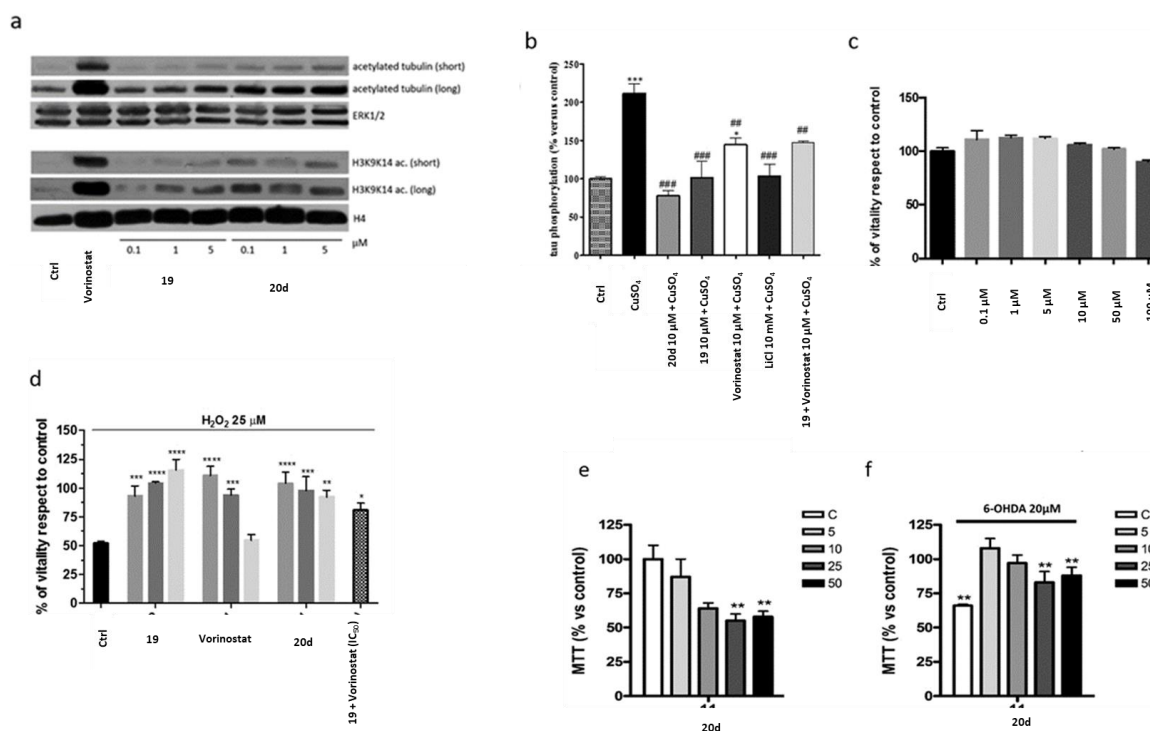 a
acetylated tubulin (short)
acetylated tubulin (long)
ERK1/2
H3K9K14 ac. (short)
H3K9K14 ac. (long)
H4
0.1 1 5 0.1 1 5 µM
Ctrl
Vorinostat
19
20d
b
tau phosphorylation (% versus control)
250
200
150
100
50
0
***
###
###
##
*
###
##
Ctrl
CuSO4
20d 10 µM + CuSO4
19 10 µM + CuSO4
Vorinostat 10 µM + CuSO4
LiCl 10 mM + CuSO4
19 + Vorinostat 10 µM + CuSO4
c
% of vitality respect to control
150
100
50
0
Ctrl
0.1 µM
1 µM
5 µM
10 µM
50 µM
d
H2O2 25 µM
% of vitality respect to control
150
125
100
75
50
25
0
*** **** **** **** *** **** *** ** *
Ctrl
19
Vorinostat
20d
19 + Vorinostat (IC50)
e
MTT (% vs control)
125
100
75
50
25
0
** **
C
5
10
25
50
20d
f
6-OHDA 20µM
MTT (% vs control)
125
100
75
50
25
0
** ** **
C
5
10
25
50
20d